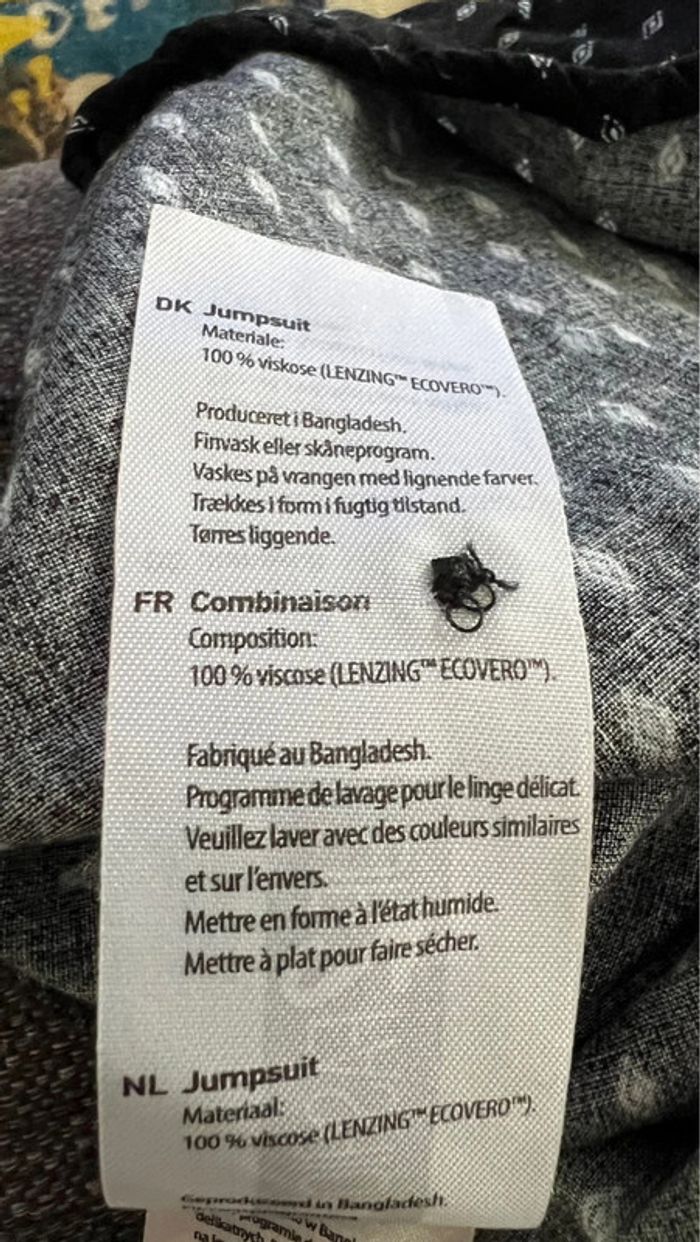 DK Jumpsuit
Materiale:
100 % viskose (LENZING™ ECOVERO™).
Produceret i Bangladesh.
Finvask eller skåneprogram.
Vaskes på vrangen med lignende farver.
Trækkes i form i fugtig tilstand.
Tørres liggende.
FR Combinaison
Composition:
100 % viscose (LENZING™ ECOVERO™).
Fabriqué au Bangladesh.
Programme de lavage pour le linge délicat.
Veuillez laver avec des couleurs similaires
et sur l'envers.
Mettre en forme à l'état humide.
Mettre à plat pour faire sécher.
NL Jumpsuit
Materiaal:
100 % viscose (LENZING™ ECOVERO™).
Geproduceerd in Bangladesh.